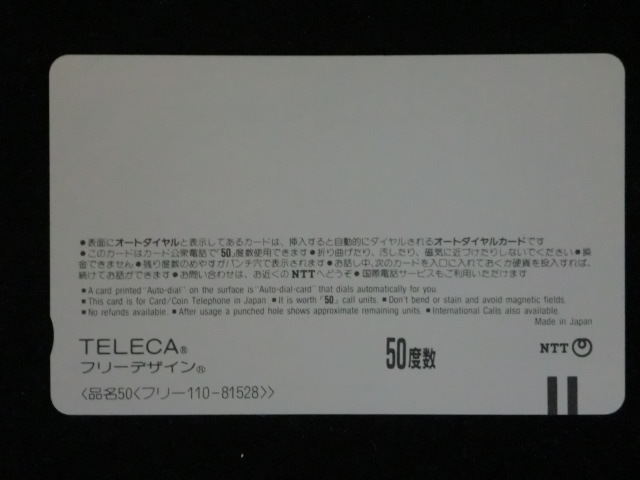 ●表面にオートダイヤルと表示してあるカードは、挿入すると自動的にダイヤルされるオートダイヤルカードです
●このカードはカード公衆電話で「50」度数使用できます●折り曲げたり、汚したり、磁気に近づけたりしないでください●換
金できません●残り度数のめやすがパンチ穴で表示されます●お話し中、次のカードを入口に入れておくか硬貨を投入すれば、
続けてお話ができます●お問い合わせは、お近くのNTTへどうぞ●国際電話サービスもご利用いただけます
■A card printed "Auto-dial" on the surface is "Auto-dial-card" that dials automatically for you.
■This card is for Card/Coin Telephone in Japan ■It is worth「50」call units. ■Don't bend or stain and avoid magnetic fields.
■No refunds available. ■After usage a punched hole shows approximate remaining units. ■International Calls also available.
Made in Japan
TELECA®
フリーデザイン®
50度数
NTT
〈品名50〈フリー110-81528〉〉